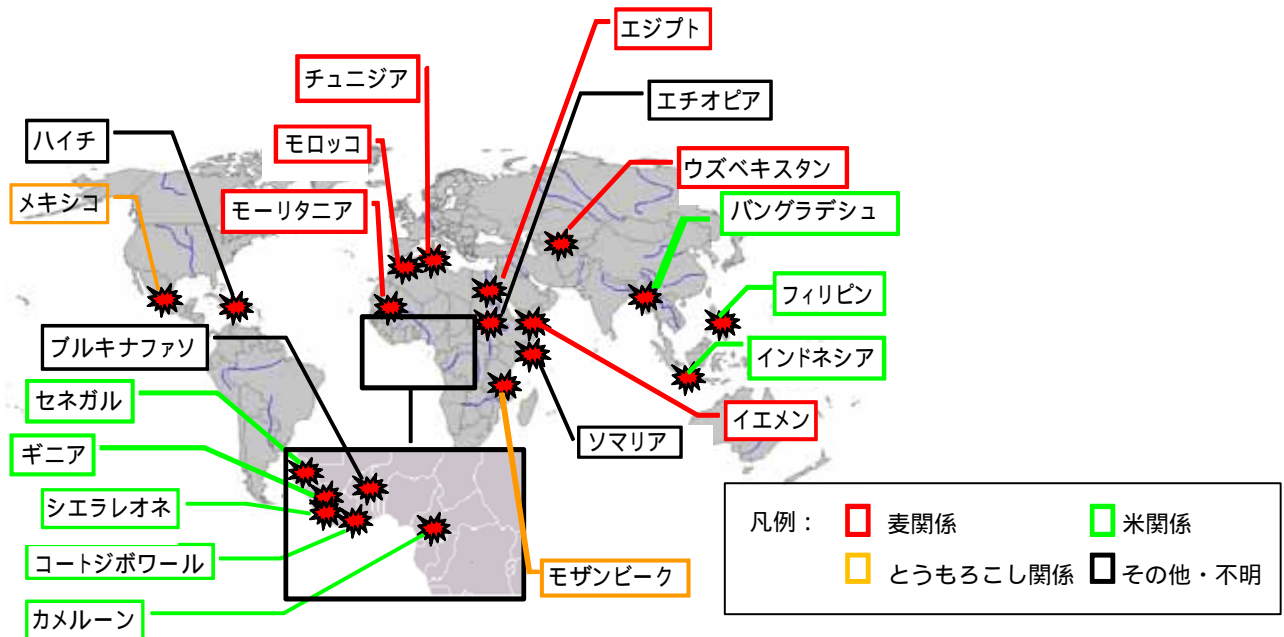 エジプト
チュニジア
エチオピア
ハイチ
モロッコ
ウズベキスタン
メキシコ
モーリタニア
バングラデシュ
フィリピン
ブルキナファソ
インドネシア
セネガル
イエメン
ソマリア
ギニア
シエラレオネ
コートジボワール
モザンビーク
カメルーン
凡例：
麦関係
米関係
とうもろこし関係
その他・不明